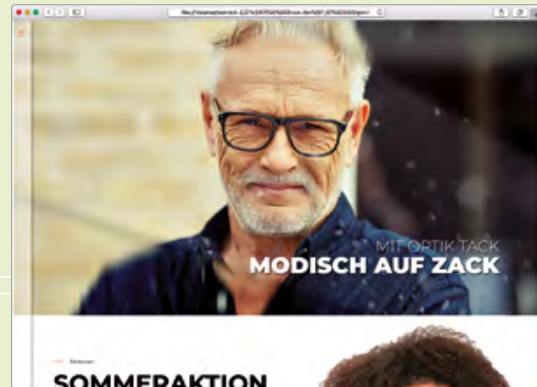 MIT OPTIK TACK
MODISCH AUF ZACK
Aktionen
SOMMERAKTION